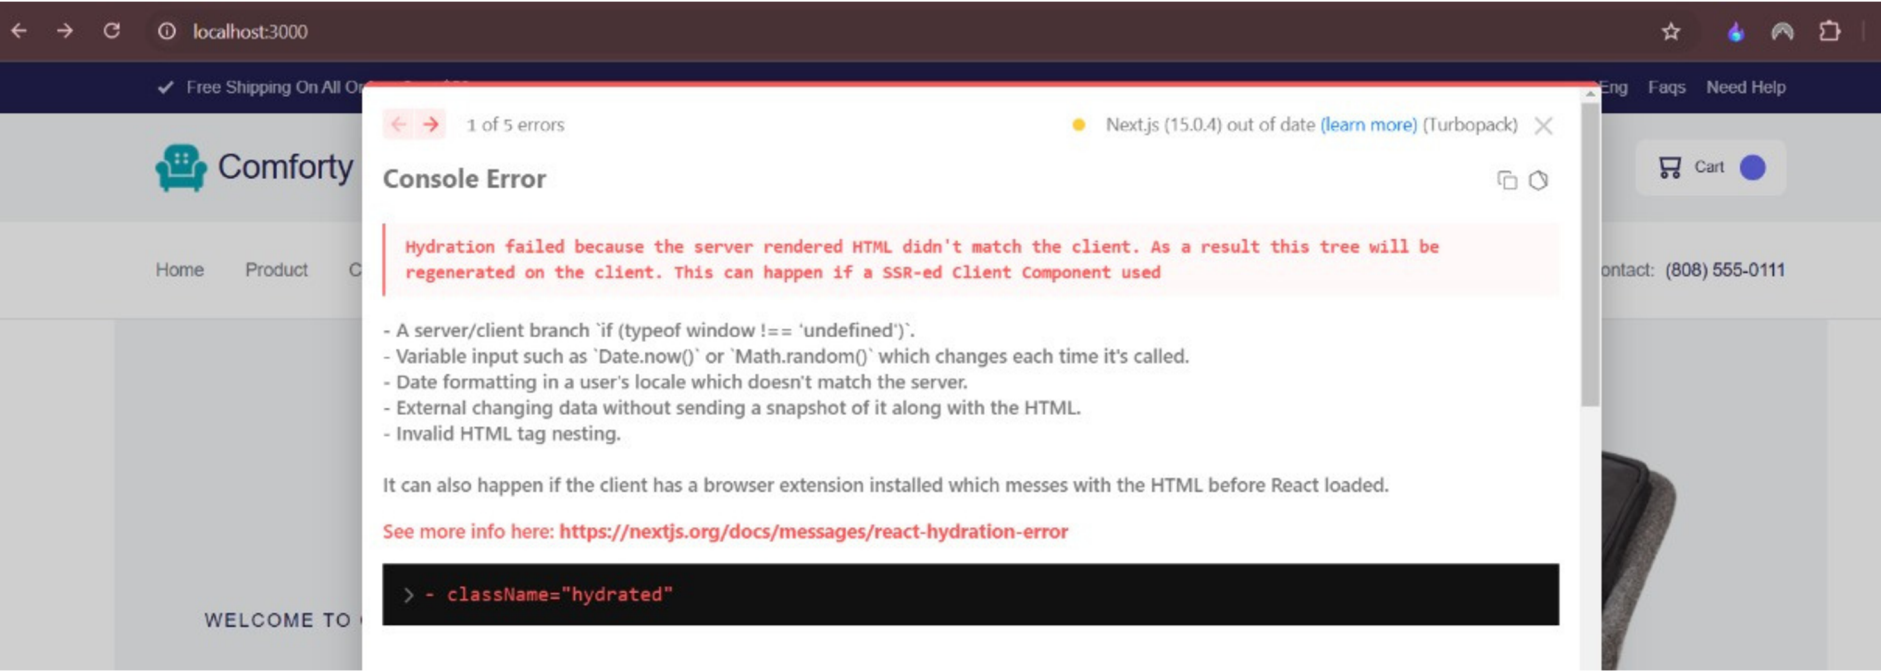 localhost:3000
Free Shipping On All
Eng Faqs Need Help
1 of 5 errors
Next.js (15.0.4) out of date (learn more) (Turbopack)
Comforty
Cart
Console Error
Hydration failed because the server rendered HTML didn't match the client. As a result this tree will be
regenerated on the client. This can happen if a SSR-ed Client Component used
Home Product C
ontact: (808) 555-0111
- A server/client branch `if (typeof window !== 'undefined')`.
- Variable input such as `Date.now()` or `Math.random()` which changes each time it's called.
- Date formatting in a user's locale which doesn't match the server.
- External changing data without sending a snapshot of it along with the HTML.
- Invalid HTML tag nesting.
It can also happen if the client has a browser extension installed which messes with the HTML before React loaded.
See more info here: https://nextjs.org/docs/messages/react-hydration-error
> - className="hydrated"
WELCOME TO